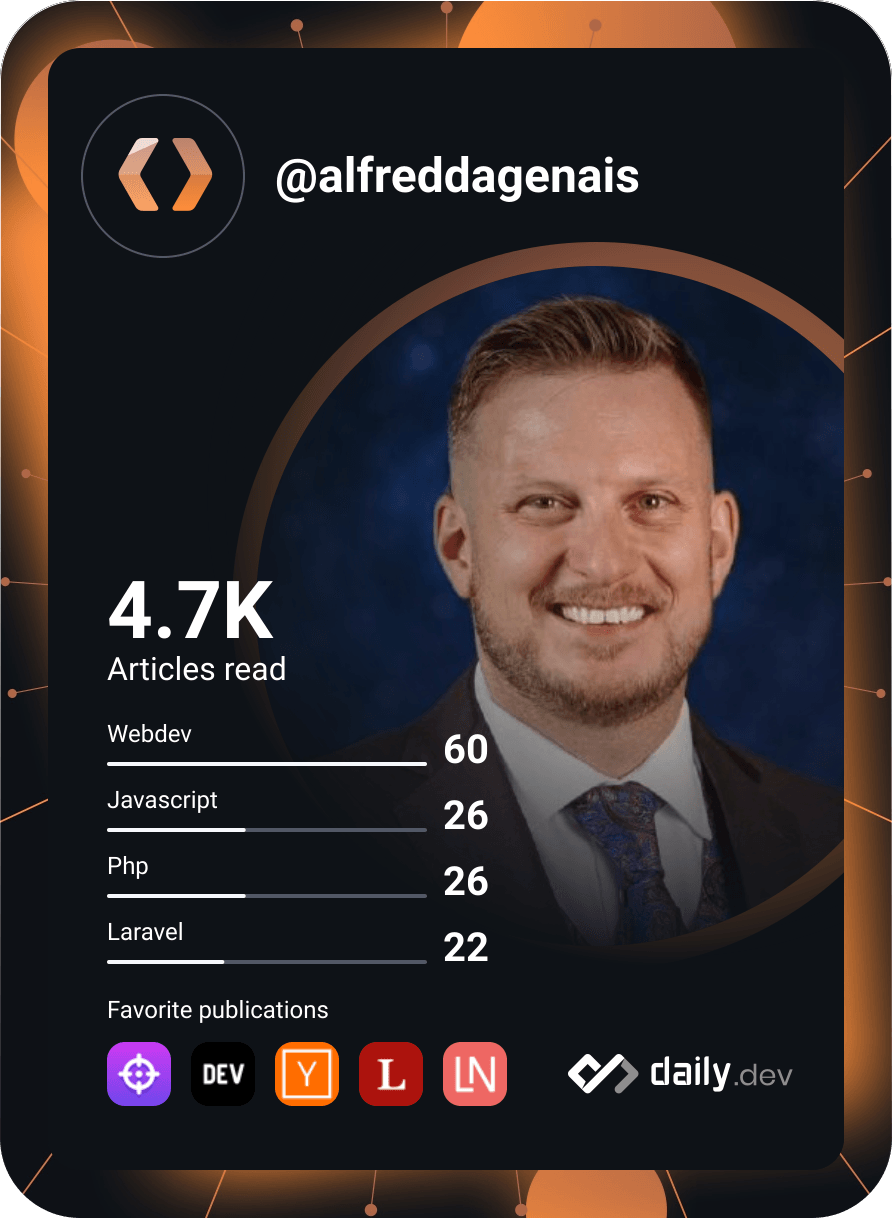 @alfreddagenais
4.7K
Articles read
Webdev
60
Javascript
26
Php
26
Laravel
22
Favorite publications
DEV
Y
L
LN
daily.dev